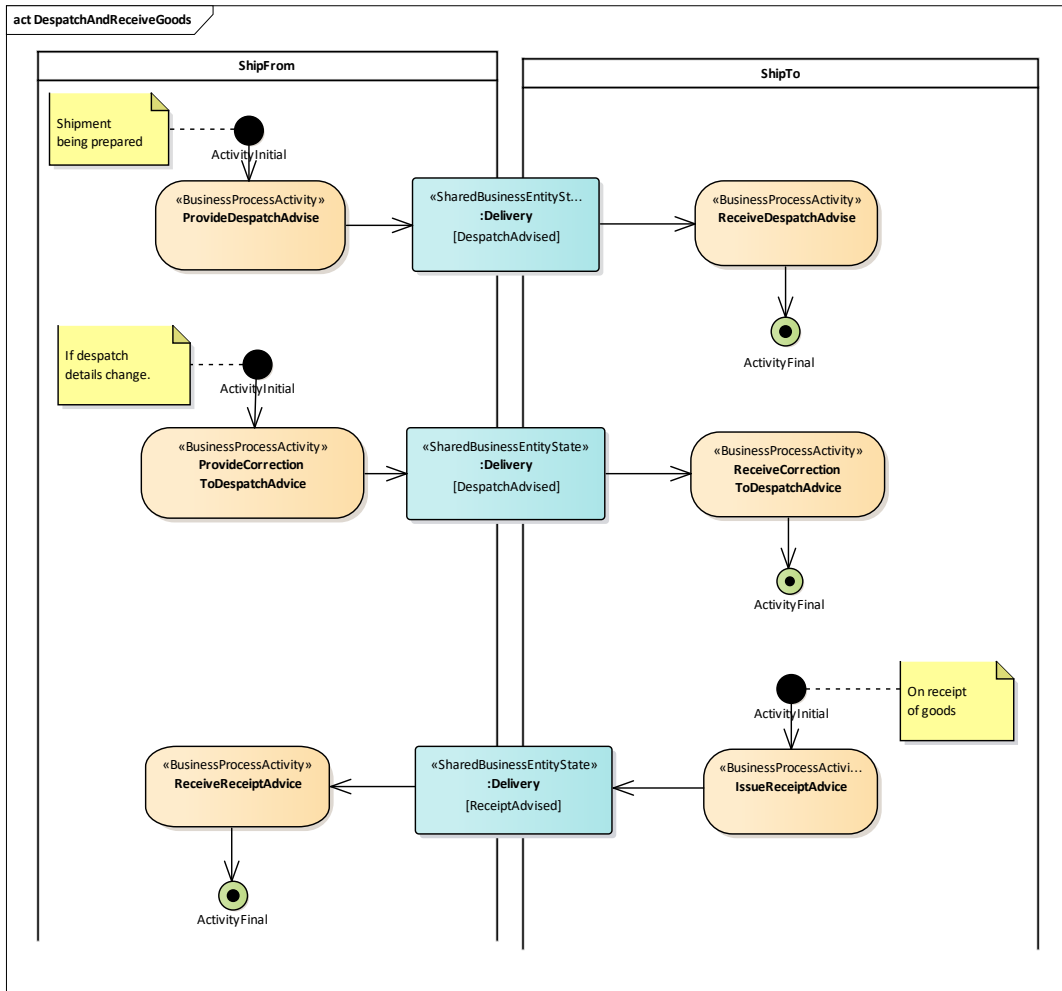 act DespatchAndReceiveGoods
ShipFrom
ShipTo
Shipment
being prepared
ActivityInitial
«BusinessProcessActivity»
ProvideDespatchAdvise
«SharedBusinessEntitySt...
:Delivery
[DespatchAdvised]
«BusinessProcessActivity»
ReceiveDespatchAdvise
ActivityFinal
If despatch
details change.
ActivityInitial
«BusinessProcessActivity»
ProvideCorrection
ToDespatchAdvice
«SharedBusinessEntityState»
:Delivery
[DespatchAdvised]
«BusinessProcessActivity»
ReceiveCorrection
ToDespatchAdvice
ActivityFinal
On receipt
of goods
ActivityInitial
«BusinessProcessActivity»
ReceiveReceiptAdvice
«SharedBusinessEntityState»
:Delivery
[ReceiptAdvised]
«BusinessProcessActivi...
IssueReceiptAdvice
ActivityFinal